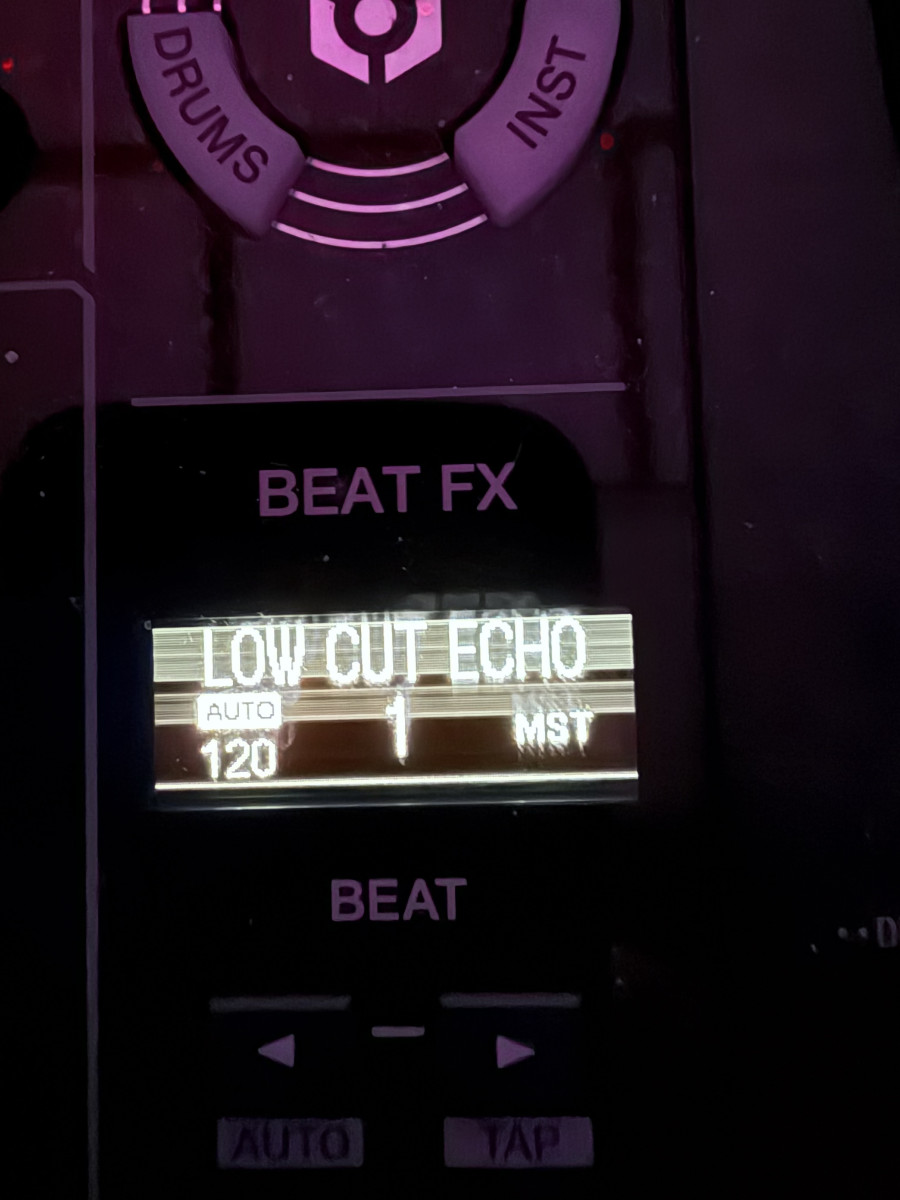 DRUMS
INST
BEAT FX
LOW CUT ECHO
AUTO 1 MST
120
BEAT
AUTO TAP